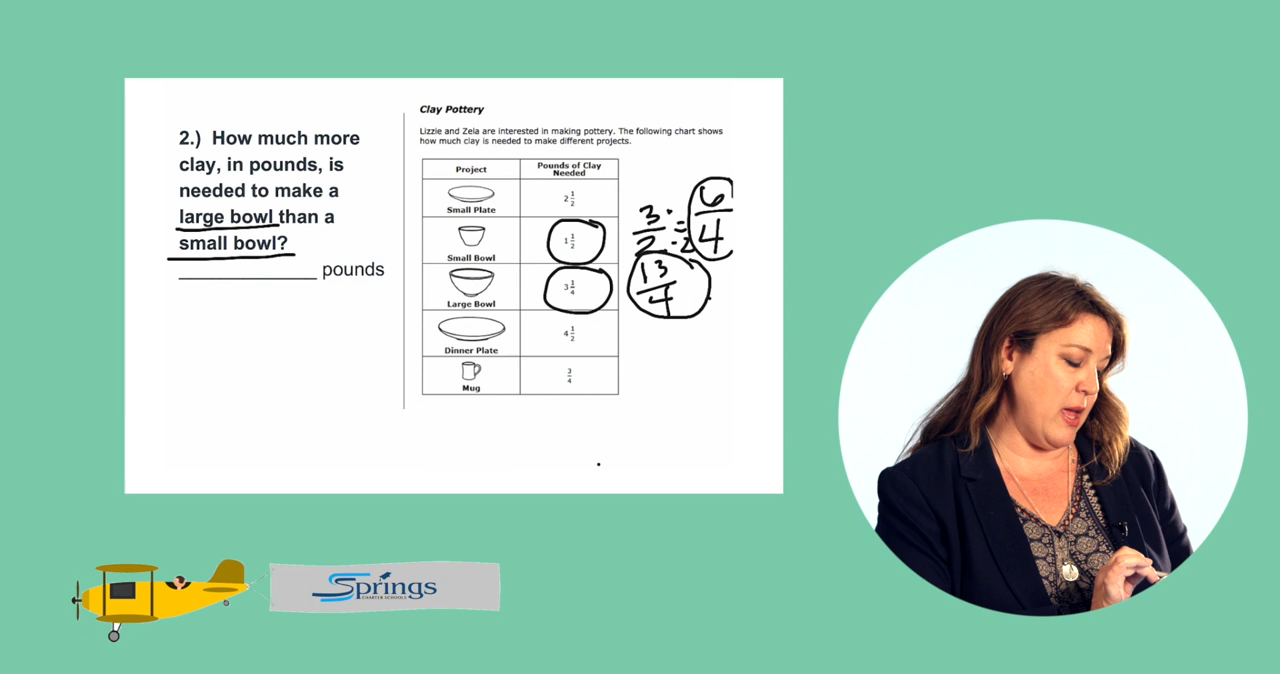 2.) How much more
clay, in pounds, is
needed to make a
large bowl than a
small bowl?
____________ pounds
Clay Pottery
Lizzie and Zela are interested in making pottery. The following chart shows
how much clay is needed to make different projects.
Project
Pounds of Clay
Needed
Small Plate
2 1/2
Small Bowl
1 1/2
Large Bowl
3 1/4
Dinner Plate
4 1/2
Mug
3/4
3/2 · 2 = 6/4
13/4
Springs
CHARTER SCHOOLS